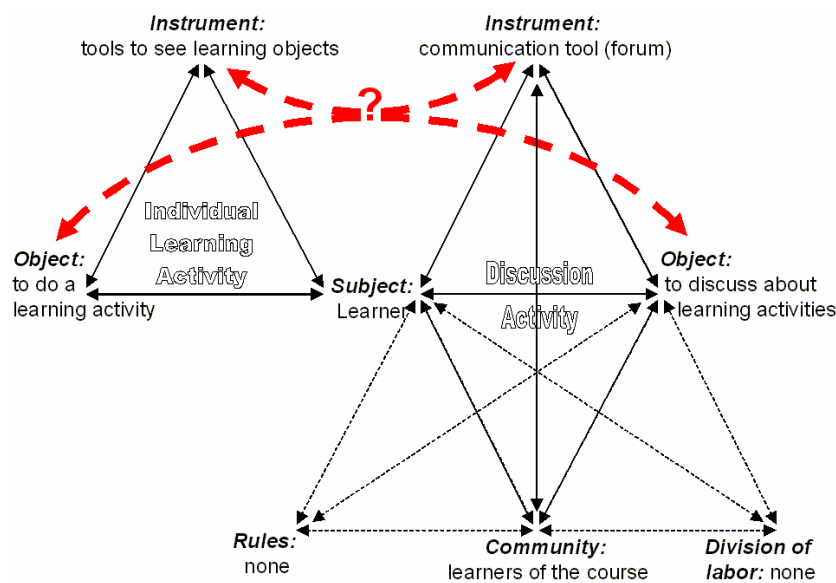 Instrument:
tools to see learning objects
Instrument:
communication tool (forum)
?
Individual
Learning
Activity
Object:
to do a
learning activity
Subject:
Learner
Discussion
Activity
Object:
to discuss about
learning activities
Rules:
none
Community:
learners of the course
Division of
labor: none